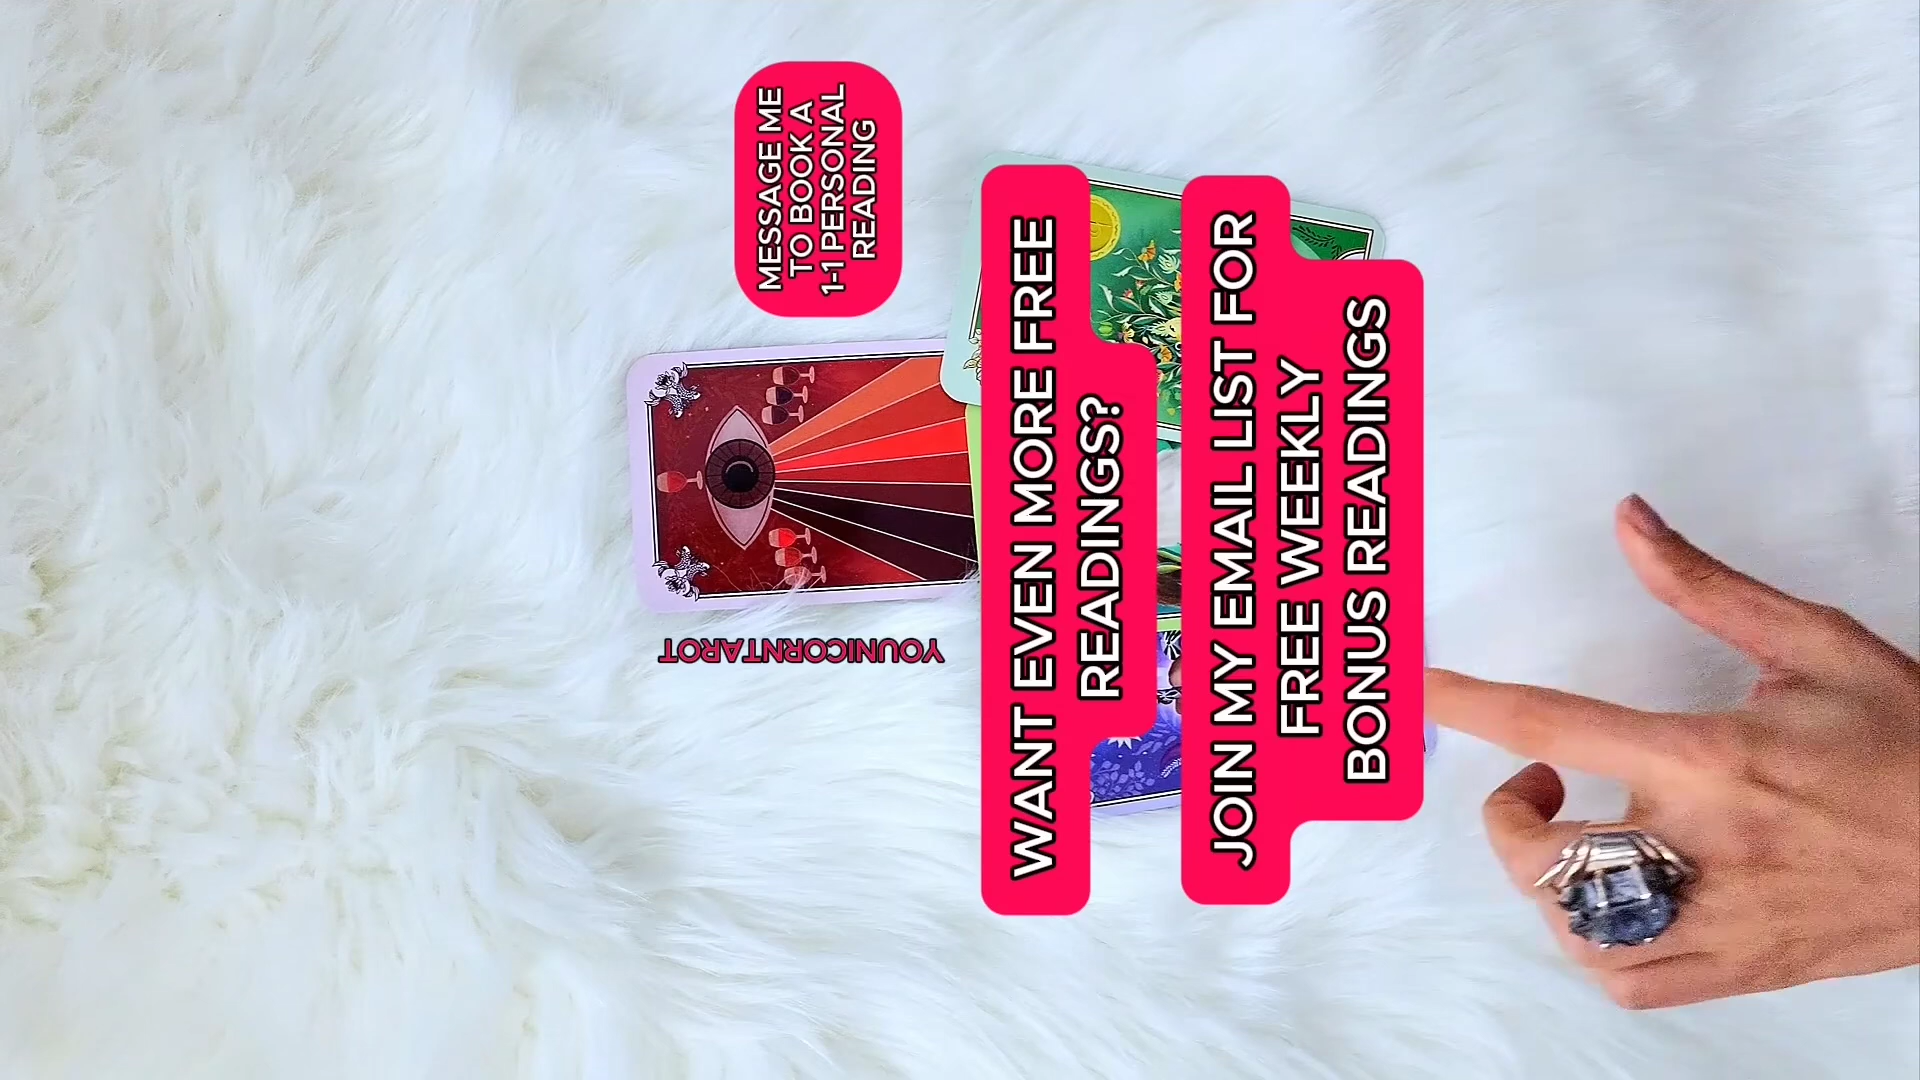 MESSAGE ME
TO BOOK A
1-1 PERSONAL
READING
WANT EVEN MORE FREE
READINGS?
JOIN MY EMAIL LIST FOR
FREE WEEKLY
BONUS READINGS
YOUNICORNTAROT